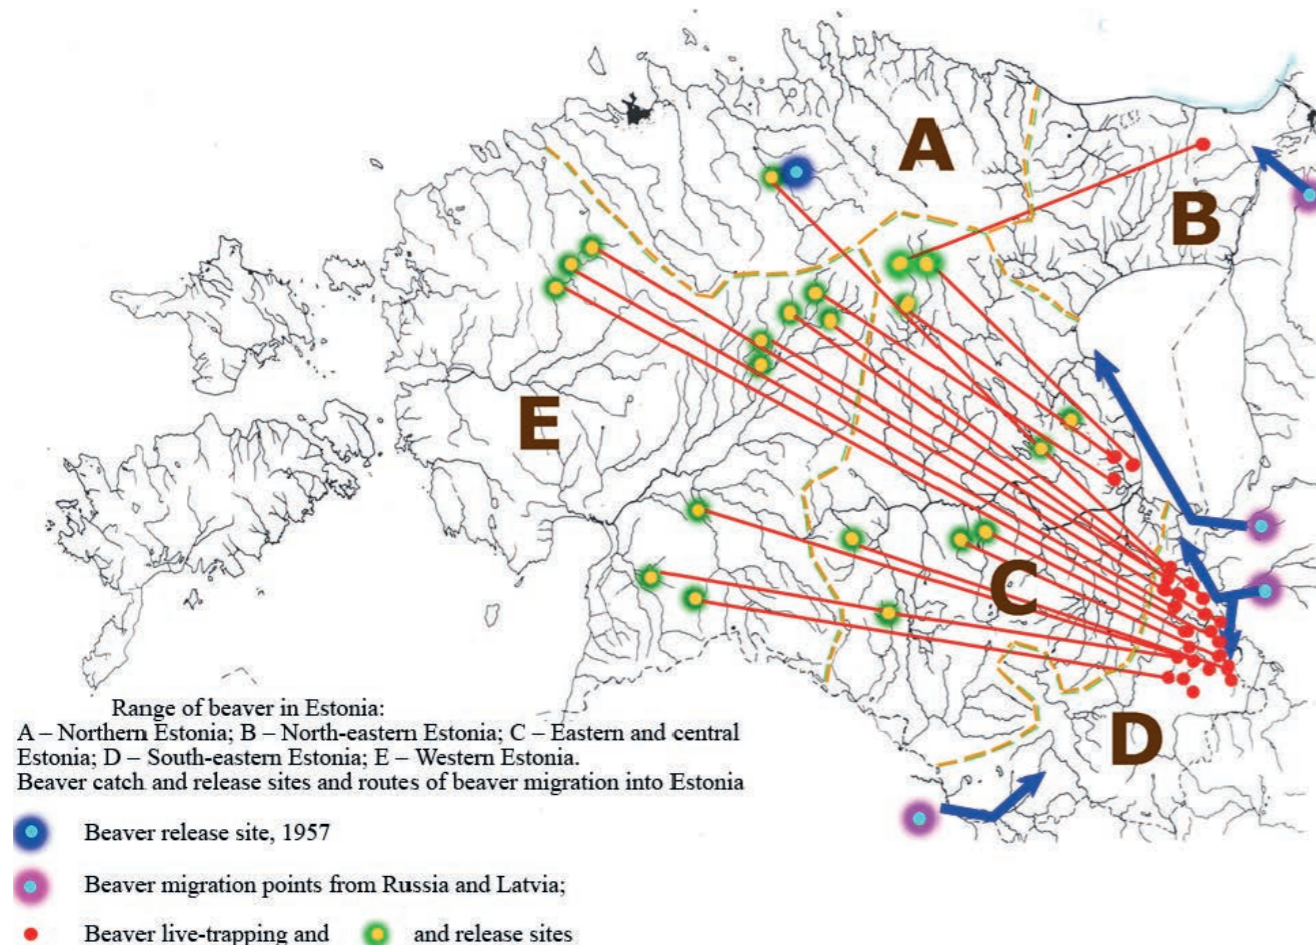 A
B
E
C
D
Range of beaver in Estonia:
A – Northern Estonia; B – North-eastern Estonia; C – Eastern and central
Estonia; D – South-eastern Estonia; E – Western Estonia.
Beaver catch and release sites and routes of beaver migration into Estonia
Beaver release site, 1957
Beaver migration points from Russia and Latvia;
Beaver live-trapping and and release sites